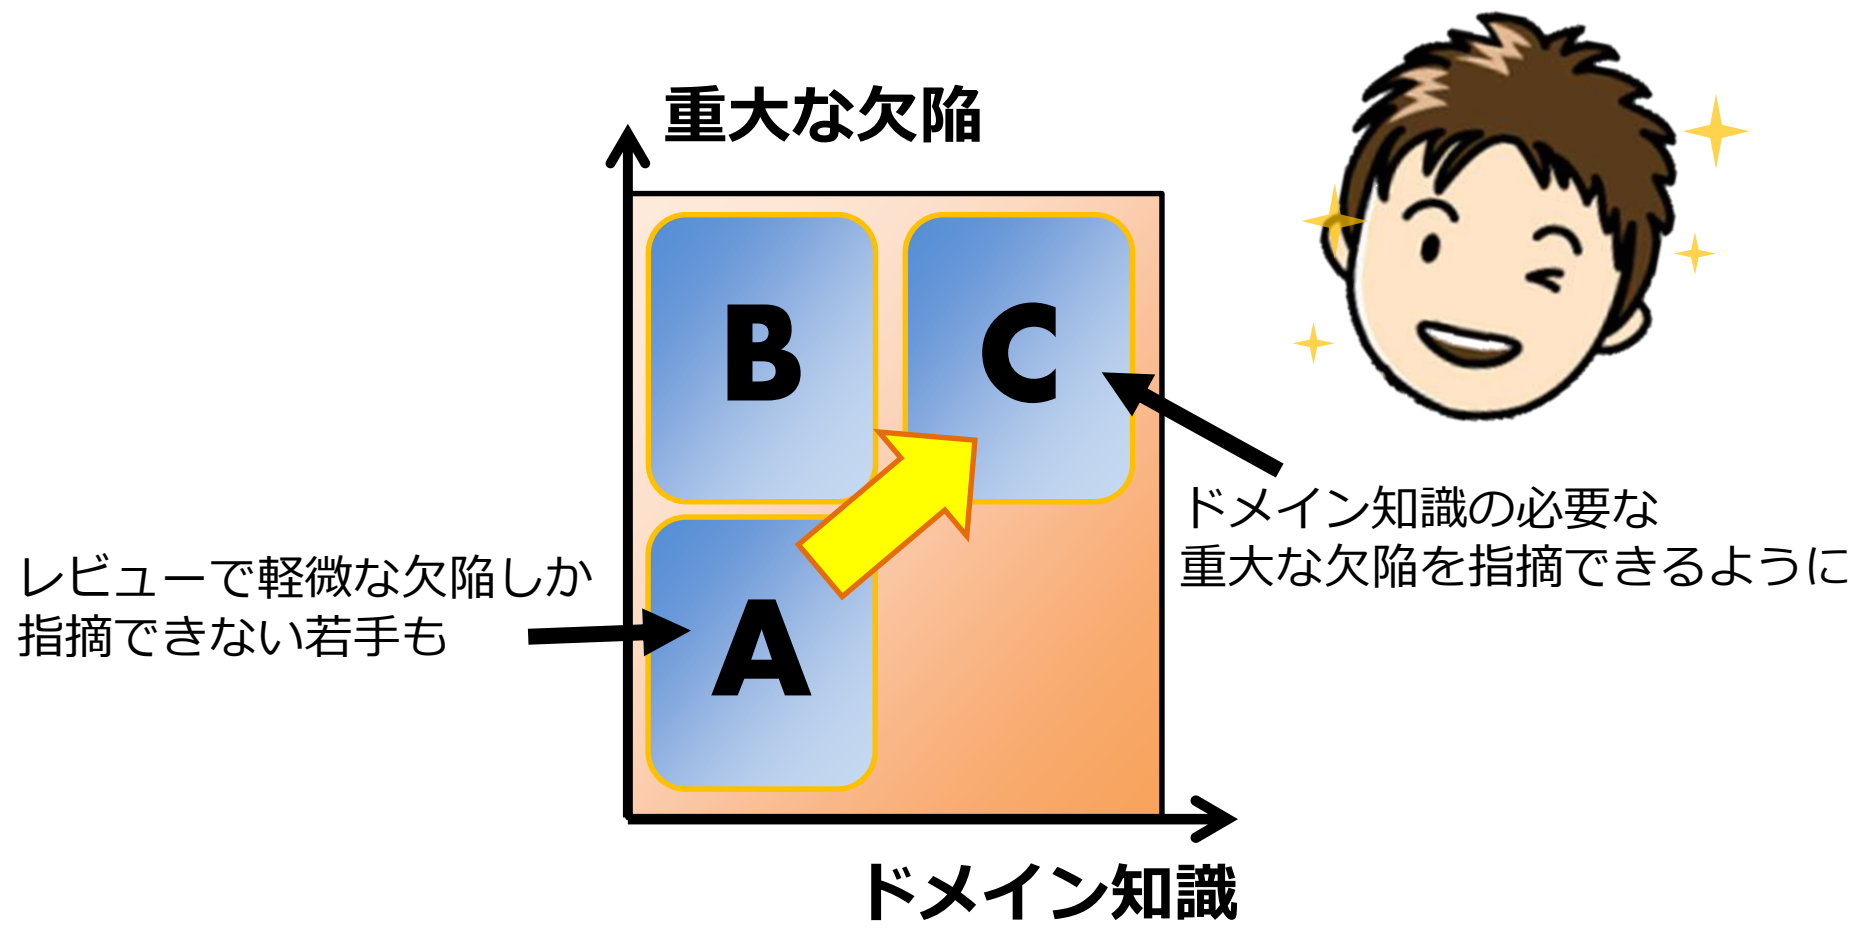 重大な欠陥
B
C
ドメイン知識の必要な
重大な欠陥を指摘できるように
レビューで軽微な欠陥しか
指摘できない若手も
A
ドメイン知識